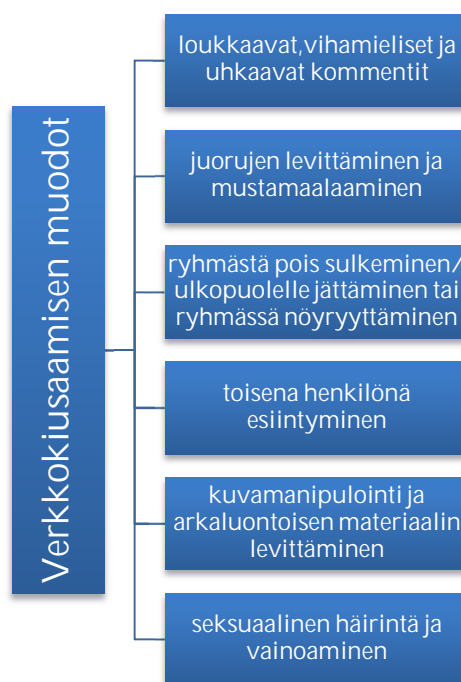 Verkkokiusaamisen muodot
loukkaavat,vihamieliset ja
uhkaavat kommentit
juorujen levittäminen ja
mustamaalaaminen
ryhmästä pois sulkeminen/
ulkopuolelle jättäminen tai
ryhmässä nöyryyttäminen
toisena henkilönä
esiintyminen
kuvamanipulointi ja
arkaluontoisen materiaalin
levittäminen
seksuaalinen häirintä ja
vainoaminen